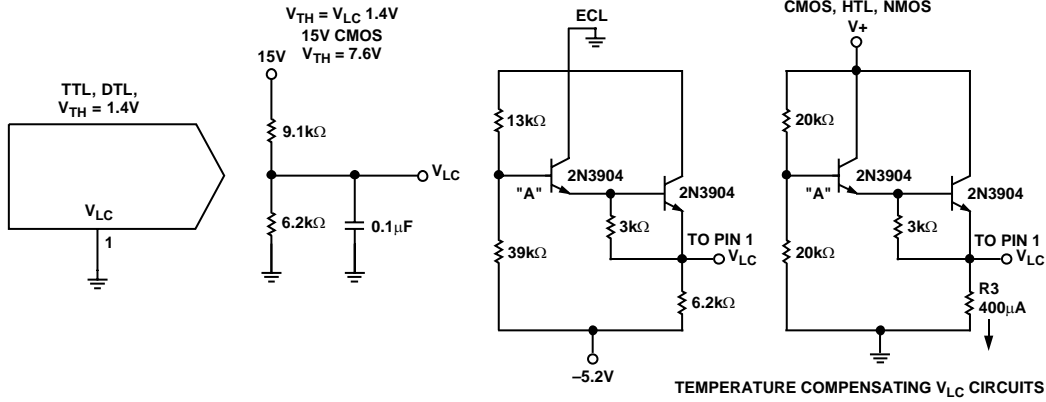 TTL, DTL,
V_TH = 1.4V
V_LC
1
V_TH = V_LC 1.4V
15V CMOS
V_TH = 7.6V
15V
9.1kΩ
6.2kΩ
0.1µF
V_LC
ECL
13kΩ
"A"
2N3904
2N3904
3kΩ
39kΩ
TO PIN 1
V_LC
6.2kΩ
–5.2V
CMOS, HTL, NMOS
V+
20kΩ
"A"
2N3904
2N3904
3kΩ
20kΩ
TO PIN 1
V_LC
R3
400µA
TEMPERATURE COMPENSATING V_LC CIRCUITS